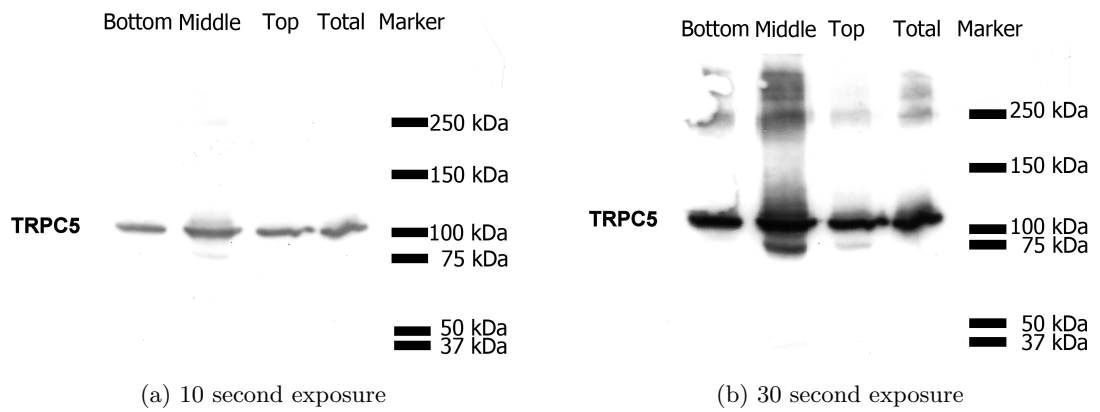 Bottom Middle Top Total Marker
250 kDa
150 kDa
TRPC5
100 kDa
75 kDa
50 kDa
37 kDa
(a) 10 second exposure
Bottom Middle Top Total Marker
250 kDa
150 kDa
TRPC5
100 kDa
75 kDa
50 kDa
37 kDa
(b) 30 second exposure